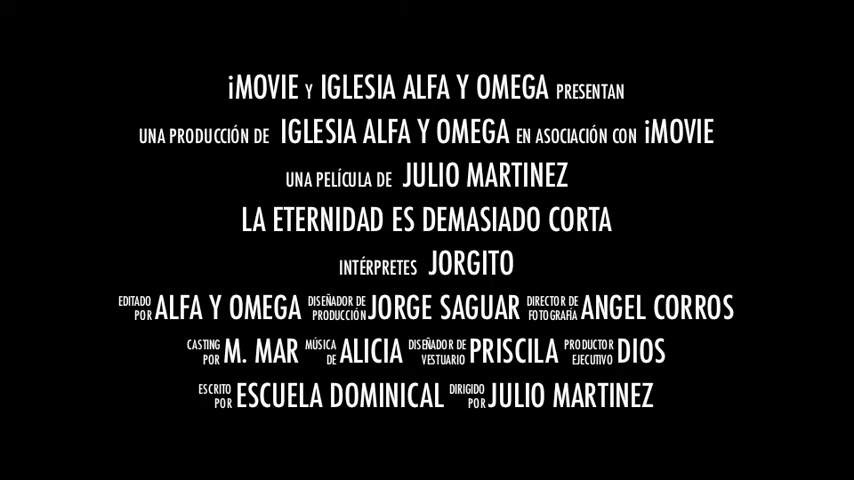 iMOVIE Y IGLESIA ALFA Y OMEGA PRESENTAN
UNA PRODUCCIÓN DE IGLESIA ALFA Y OMEGA EN ASOCIACIÓN CON iMOVIE
UNA PELÍCULA DE JULIO MARTINEZ
LA ETERNIDAD ES DEMASIADO CORTA
INTÉRPRETES JORGITO
EDITADO POR ALFA Y OMEGA DISEÑADOR DE PRODUCCIÓN JORGE SAGUAR DIRECTOR DE FOTOGRAFÍA ANGEL CORROS
CASTING POR M. MAR MÚSICA DE ALICIA DISEÑADOR DE VESTUARIO PRISCILA PRODUCTOR EJECUTIVO DIOS
ESCRITO POR ESCUELA DOMINICAL DIRIGIDO POR JULIO MARTINEZ